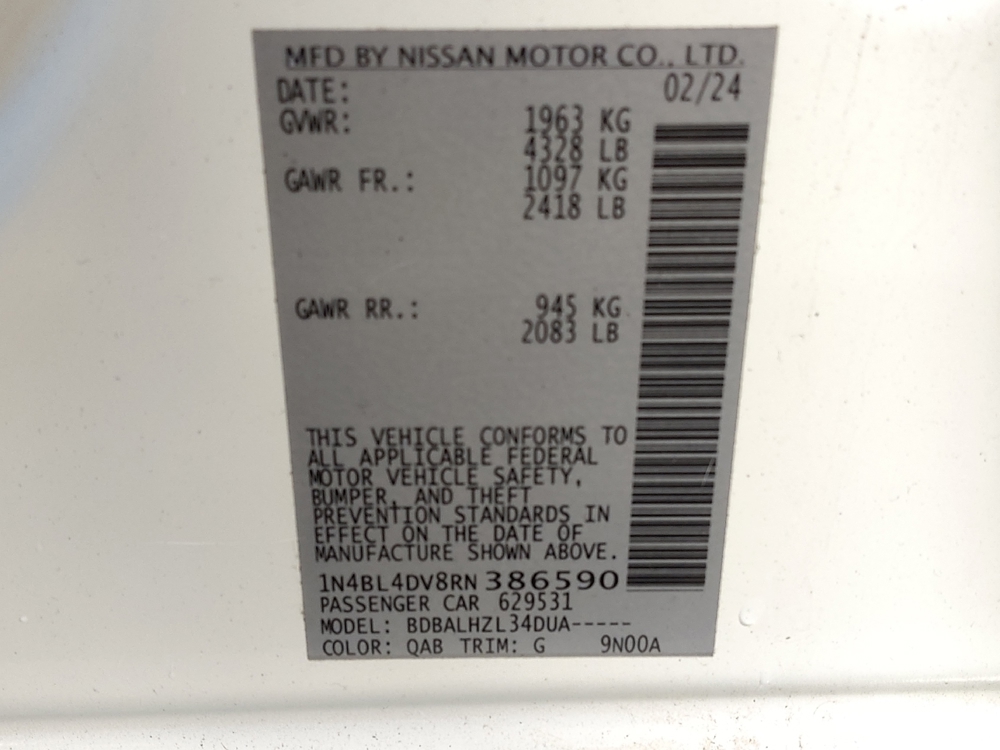 MFD BY NISSAN MOTOR CO., LTD.
DATE: 02/24
GVWR: 1963 KG
4328 LB
GAWR FR.: 1097 KG
2418 LB
GAWR RR.: 945 KG
2083 LB
THIS VEHICLE CONFORMS TO
ALL APPLICABLE FEDERAL
MOTOR VEHICLE SAFETY,
BUMPER, AND THEFT
PREVENTION STANDARDS IN
EFFECT ON THE DATE OF
MANUFACTURE SHOWN ABOVE.
1N4BL4DV8RN386590
PASSENGER CAR 629531
MODEL: BDBALHZL34DUA-----
COLOR: QAB TRIM: G 9N00A